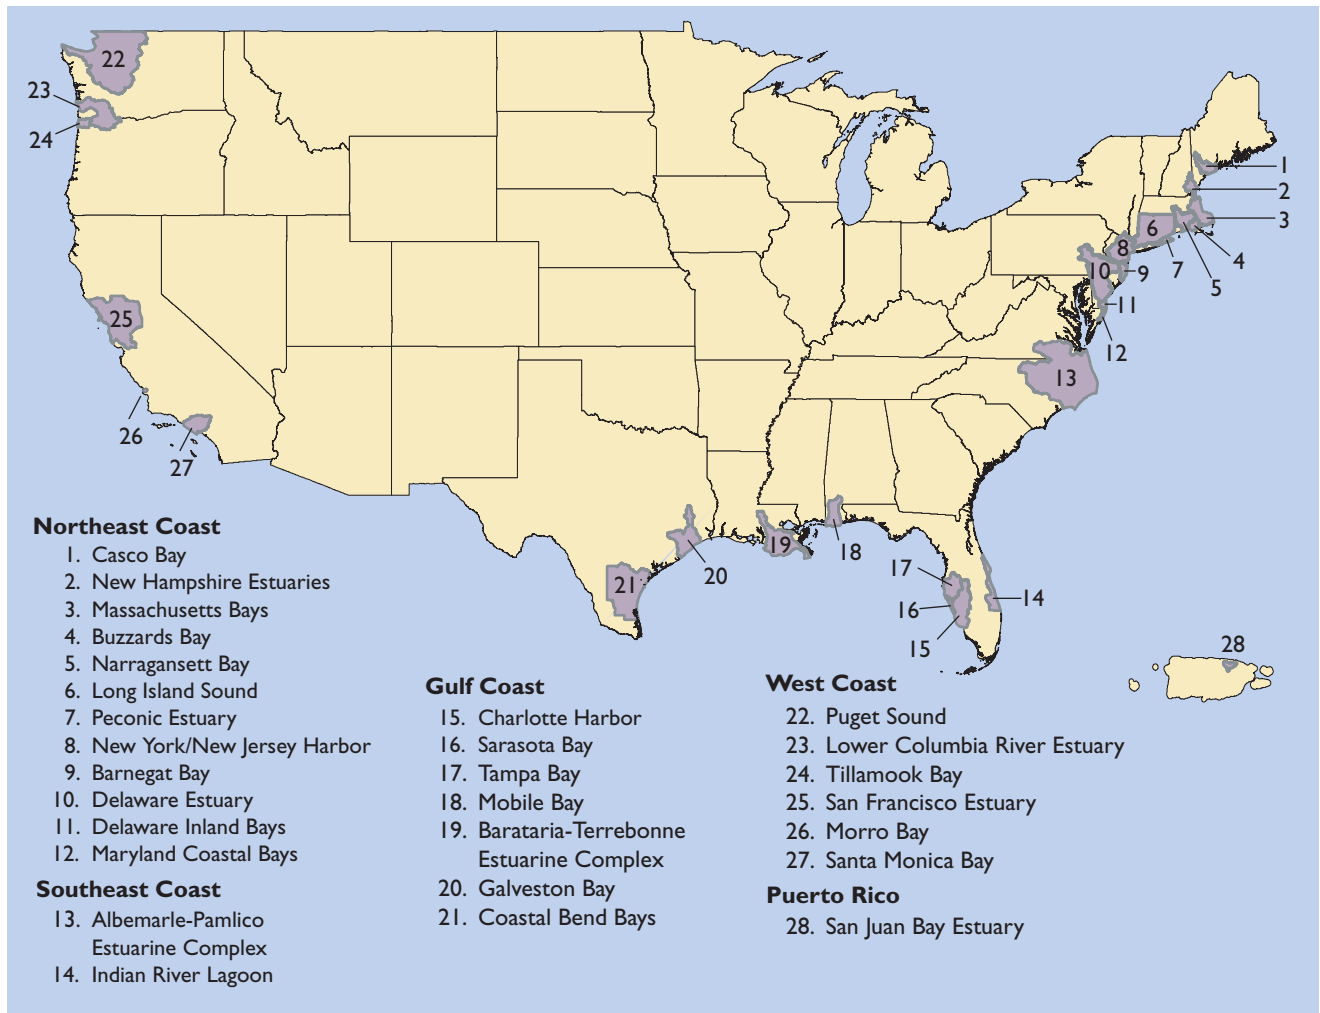 22
23
24
25
26
27
1
2
3
4
5
6
7
8
9
10
11
12
13
14
15
16
17
18
19
20
21
28
Northeast Coast
1. Casco Bay
2. New Hampshire Estuaries
3. Massachusetts Bays
4. Buzzards Bay
5. Narragansett Bay
6. Long Island Sound
7. Peconic Estuary
8. New York/New Jersey Harbor
9. Barnegat Bay
10. Delaware Estuary
11. Delaware Inland Bays
12. Maryland Coastal Bays
Southeast Coast
13. Albemarle-Pamlico
Estuarine Complex
14. Indian River Lagoon
Gulf Coast
15. Charlotte Harbor
16. Sarasota Bay
17. Tampa Bay
18. Mobile Bay
19. Barataria-Terrebonne
Estuarine Complex
20. Galveston Bay
21. Coastal Bend Bays
West Coast
22. Puget Sound
23. Lower Columbia River Estuary
24. Tillamook Bay
25. San Francisco Estuary
26. Morro Bay
27. Santa Monica Bay
Puerto Rico
28. San Juan Bay Estuary